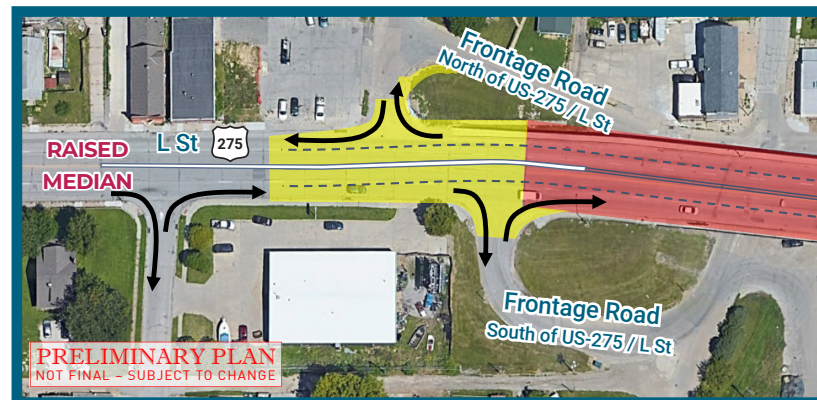 Frontage Road
North of US-275 / L St
L St
275
RAISED
MEDIAN
Frontage Road
South of US-275 / L St
PRELIMINARY PLAN
NOT FINAL – SUBJECT TO CHANGE